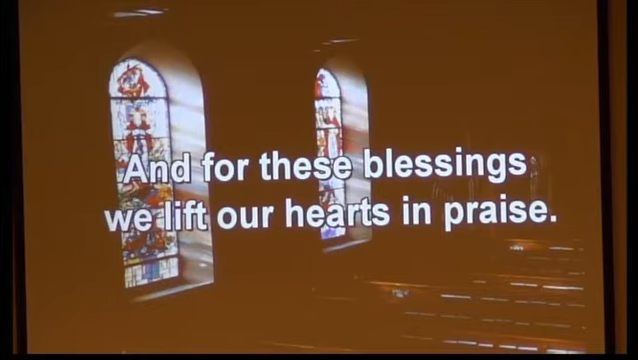 And for these blessings
we lift our hearts in praise.